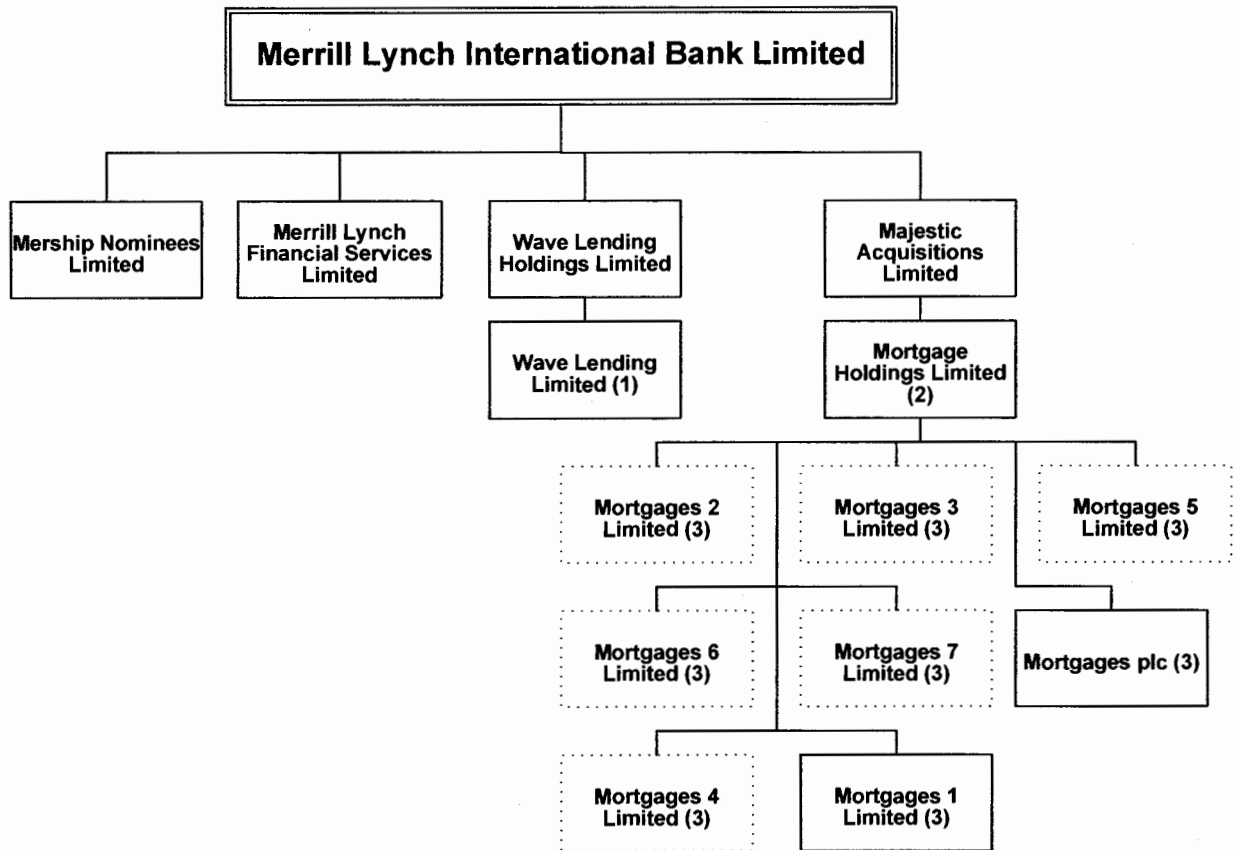 Merrill Lynch International Bank Limited
Mership Nominees
Limited
Merrill Lynch
Financial Services
Limited
Wave Lending
Holdings Limited
Majestic
Acquisitions
Limited
Wave Lending
Limited (1)
Mortgage
Holdings Limited
(2)
Mortgages 2
Limited (3)
Mortgages 3
Limited (3)
Mortgages 5
Limited (3)
Mortgages 6
Limited (3)
Mortgages 7
Limited (3)
Mortgages plc (3)
Mortgages 4
Limited (3)
Mortgages 1
Limited (3)